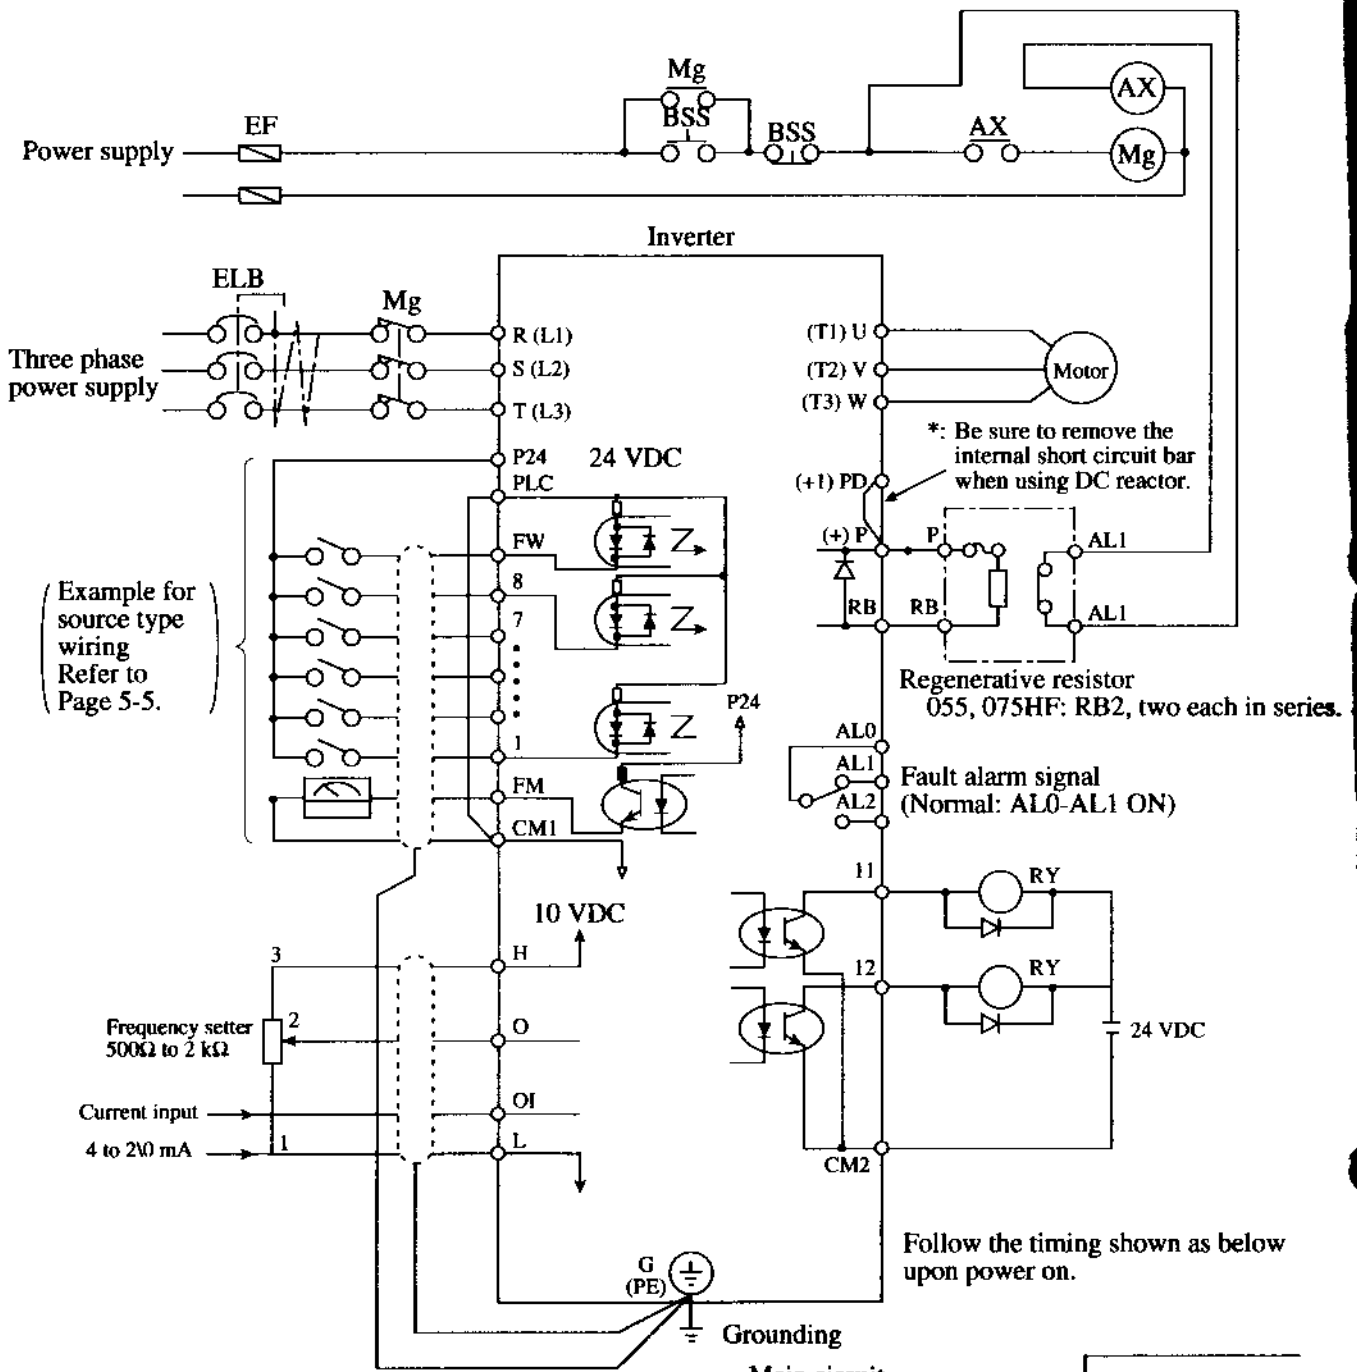 Mg
BSS
EF
BSS
AX
AX
Power supply
Mg
Inverter
ELB
Mg
R (L1)
(T1) U
Three phase
power supply
S (L2)
(T2) V
Motor
T (L3)
(T3) W
*: Be sure to remove the
internal short circuit bar
when using DC reactor.
P24
24 VDC
PLC
(+1) PD
FW
(+) P
P
AL1
8
RB
RB
AL1
7
Example for
source type
wiring
Refer to
Page 5-5.
Regenerative resistor
055, 075HF: RB2, two each in series.
P24
1
AL0
AL1
AL2
Fault alarm signal
(Normal: AL0-AL1 ON)
FM
CM1
11
RY
10 VDC
3
H
12
RY
Frequency setter
500Ω to 2 kΩ
2
O
24 VDC
Current input
OI
4 to 2\0 mA
1
L
CM2
Follow the timing shown as below
upon power on.
G
(PE)
Grounding